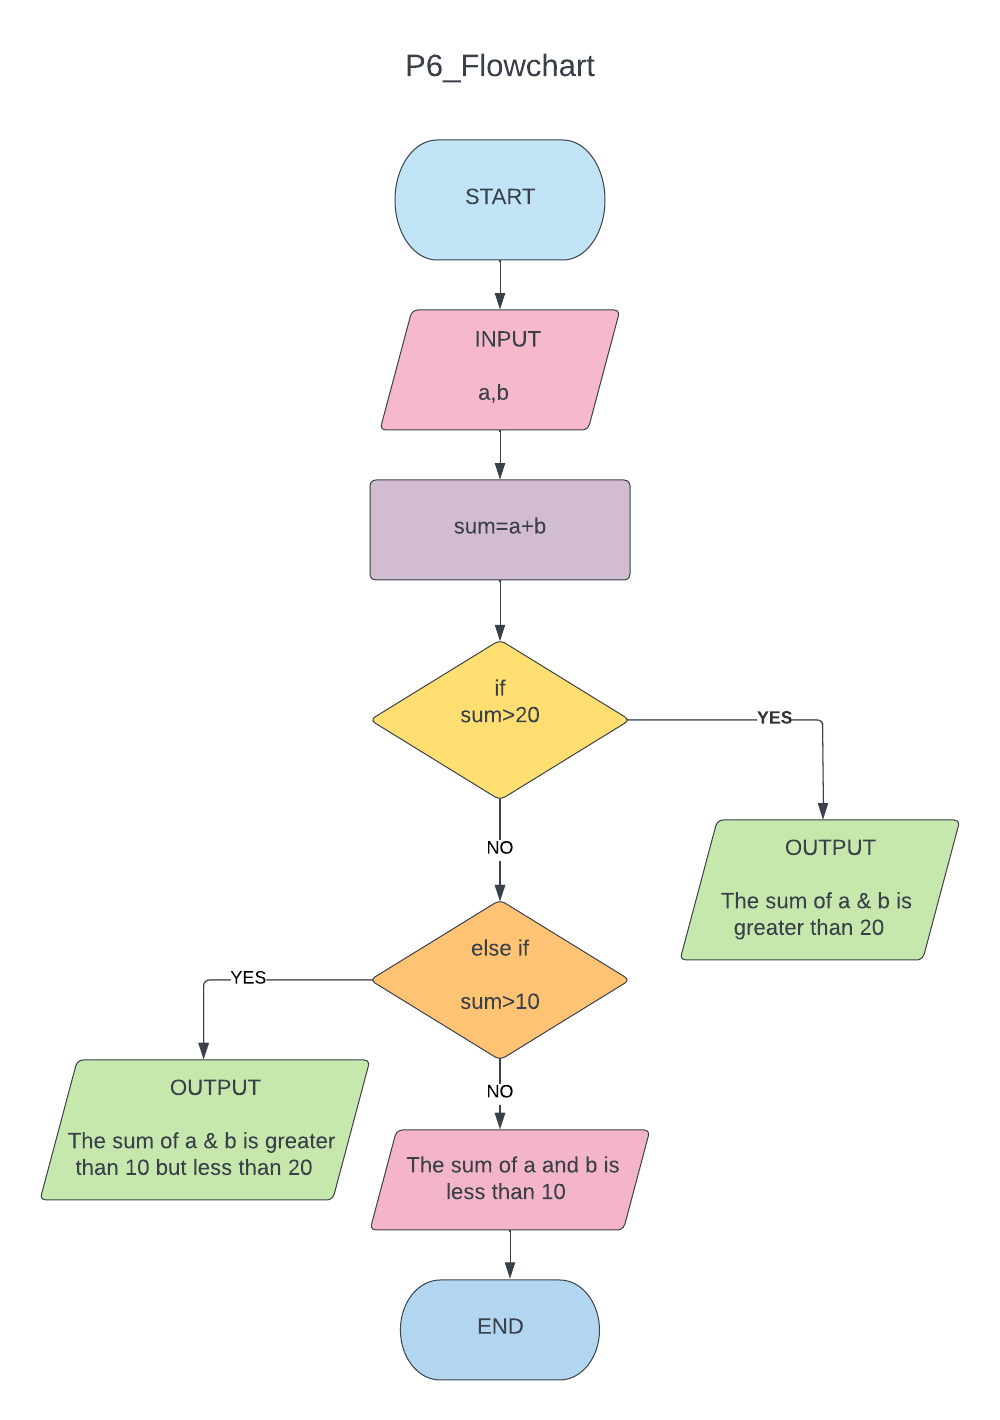 P6_Flowchart
START
INPUT
a,b
sum=a+b
if
sum>20
YES
NO
OUTPUT
The sum of a & b is
greater than 20
else if
sum>10
YES
NO
OUTPUT
The sum of a & b is greater
than 10 but less than 20
The sum of a and b is
less than 10
END